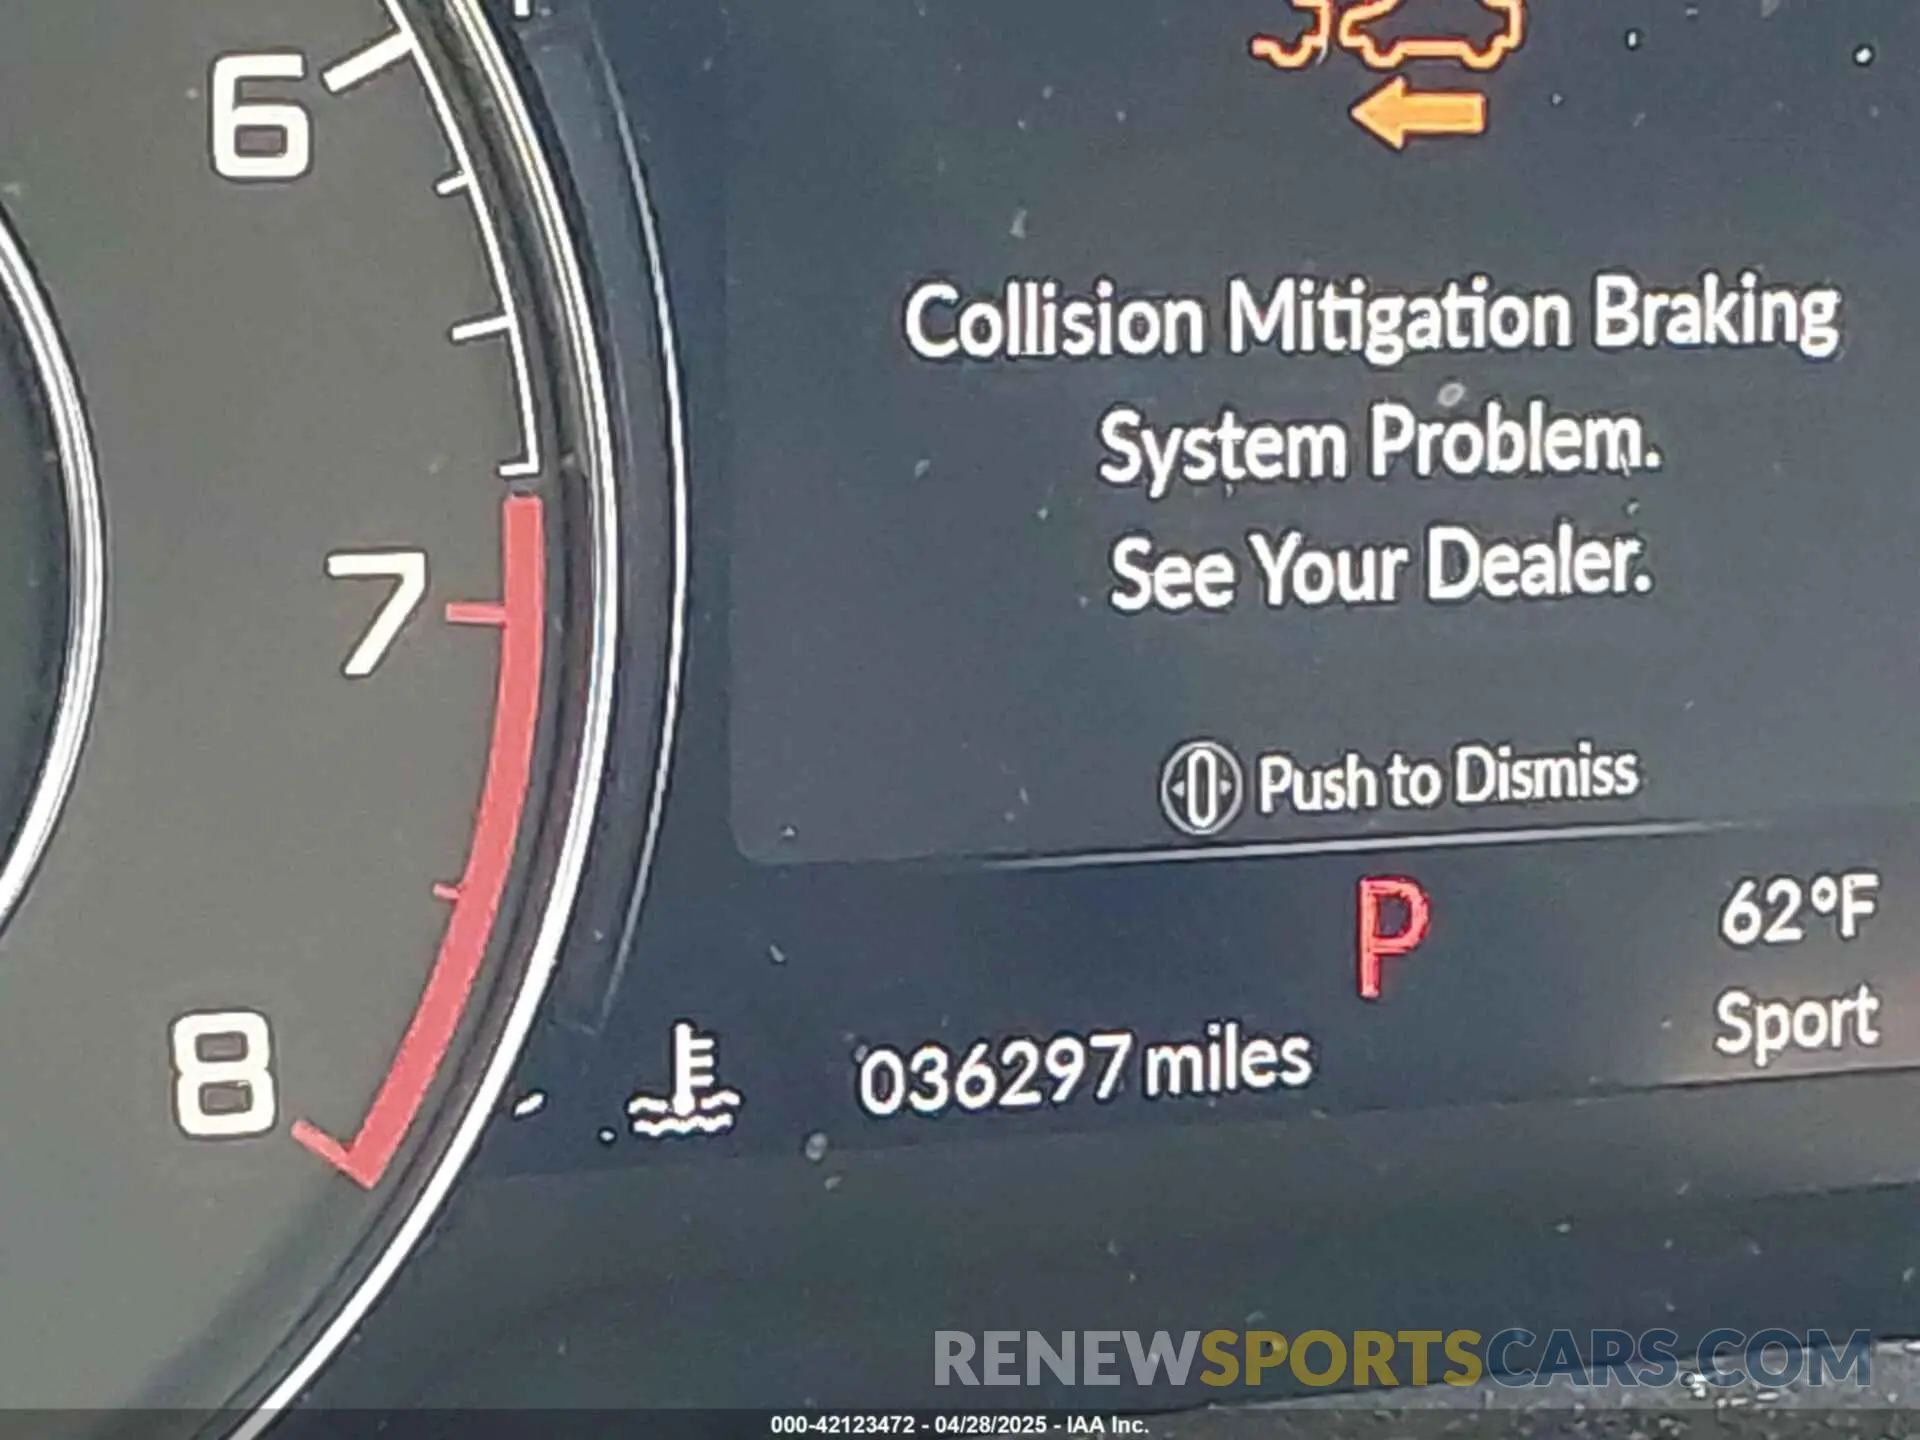 6
Collision Mitigation Braking
System Problem.
See Your Dealer.
7
Push to Dismiss
P
62°F
Sport
8
036297 miles
RENEWSPORTSCARS.COM
000-42123472 - 04/28/2025 - IAA Inc.